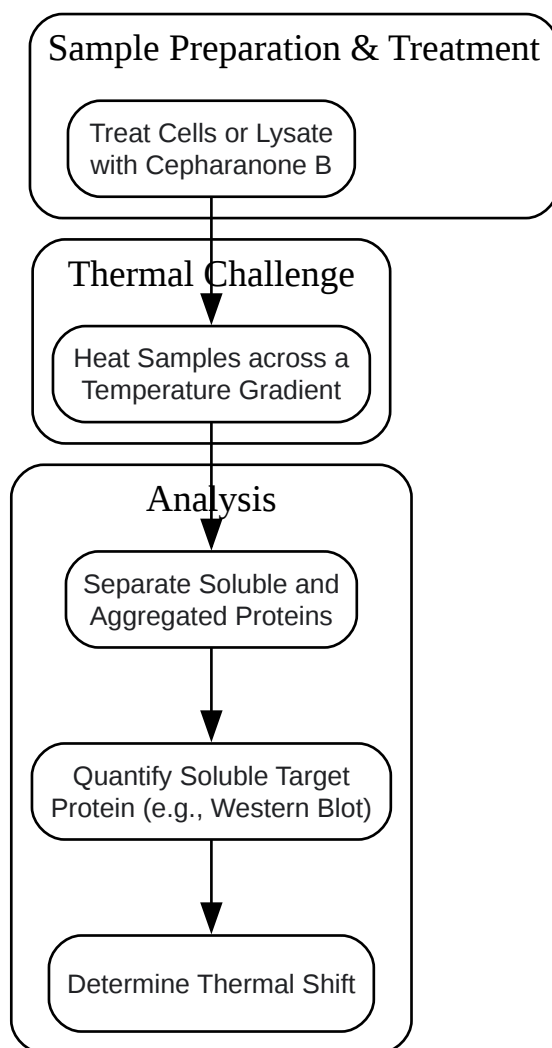 Sample Preparation & Treatment
Treat Cells or Lysate
with Cepharanone B
Thermal Challenge
Heat Samples across a
Temperature Gradient
Analysis
Separate Soluble and
Aggregated Proteins
Quantify Soluble Target
Protein (e.g., Western Blot)
Determine Thermal Shift